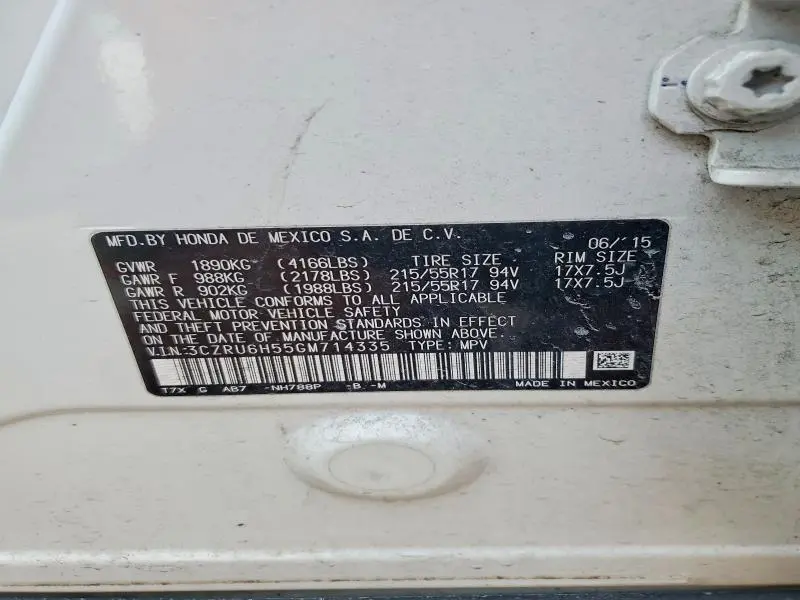 MFD.BY HONDA DE MEXICO S.A. DE C.V. 06/'15
GVWR 1890KG (4166LBS) TIRE SIZE RIM SIZE
GAWR F 988KG (2178LBS) 215/55R17 94V 17X7.5J
GAWR R 902KG (1988LBS) 215/55R17 94V 17X7.5J
THIS VEHICLE CONFORMS TO ALL APPLICABLE
FEDERAL MOTOR VEHICLE SAFETY
AND THEFT PREVENTION STANDARDS IN EFFECT
ON THE DATE OF MANUFACTURE SHOWN ABOVE.
V.I.N:3CZRU6H55GM714335 TYPE: MPV
T7X G AB7 -NH788P -B -M MADE IN MEXICO